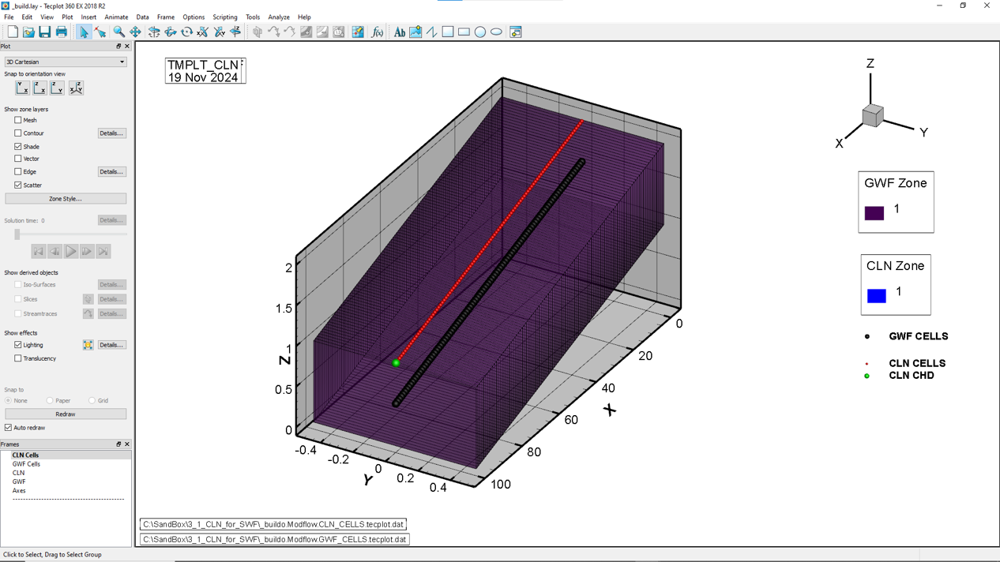 _build.lay — Tecplot 360 EX 2018 R2
File Edit View Plot Insert Animate Data Frame Options Scripting Tools Analyze Help
Plot
3D Cartesian
Snap to orientation view
Show zone layers
Mesh
Contour Details...
Shade
Vector
Edge Details...
Scatter
Zone Style...
Solution time: 0 Details...
Show derived objects
Iso-Surfaces Details...
Slices Details...
Streamtraces Details...
Show effects
Lighting Details...
Translucency
Snap to
None Paper Grid
Redraw
Auto redraw
Frames
CLN Cells
GWF Cells
CLN
GWF
Axes
Click to Select, Drag to Select Group
TMPLT_CLN
19 Nov 2024
Z
Y
X
GWF Zone
1
CLN Zone
1
GWF CELLS
CLN CELLS
CLN CHD
2
1.5
1
0.5
0
Z
-0.4
-0.2
0
0.2
0.4
Y
0
20
40
60
80
100
X
C:\SandBox\3_1_CLN_for_SWF\_buildo.Modflow.CLN_CELLS.tecplot.dat
C:\SandBox\3_1_CLN_for_SWF\_buildo.Modflow.GWF_CELLS.tecplot.dat